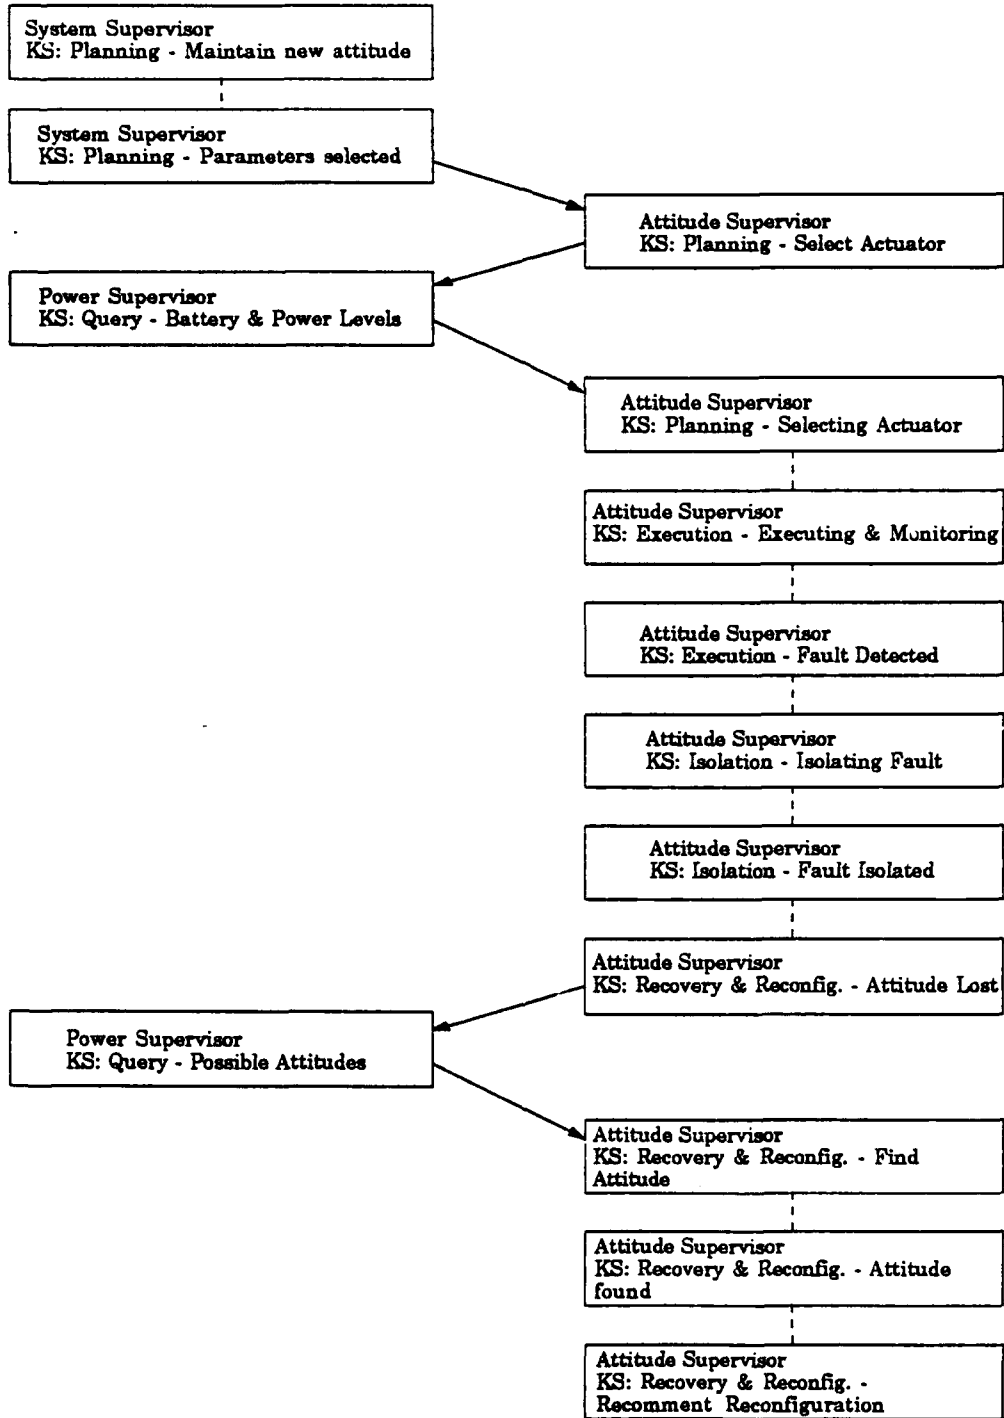 System Supervisor
KS: Planning - Maintain new attitude
System Supervisor
KS: Planning - Parameters selected
Attitude Supervisor
KS: Planning - Select Actuator
Power Supervisor
KS: Query - Battery & Power Levels
Attitude Supervisor
KS: Planning - Selecting Actuator
Attitude Supervisor
KS: Execution - Executing & Monitoring
Attitude Supervisor
KS: Execution - Fault Detected
Attitude Supervisor
KS: Isolation - Isolating Fault
Attitude Supervisor
KS: Isolation - Fault Isolated
Attitude Supervisor
KS: Recovery & Reconfig. - Attitude Lost
Power Supervisor
KS: Query - Possible Attitudes
Attitude Supervisor
KS: Recovery & Reconfig. - Find
Attitude
Attitude Supervisor
KS: Recovery & Reconfig. - Attitude
found
Attitude Supervisor
KS: Recovery & Reconfig. -
Recomment Reconfiguration